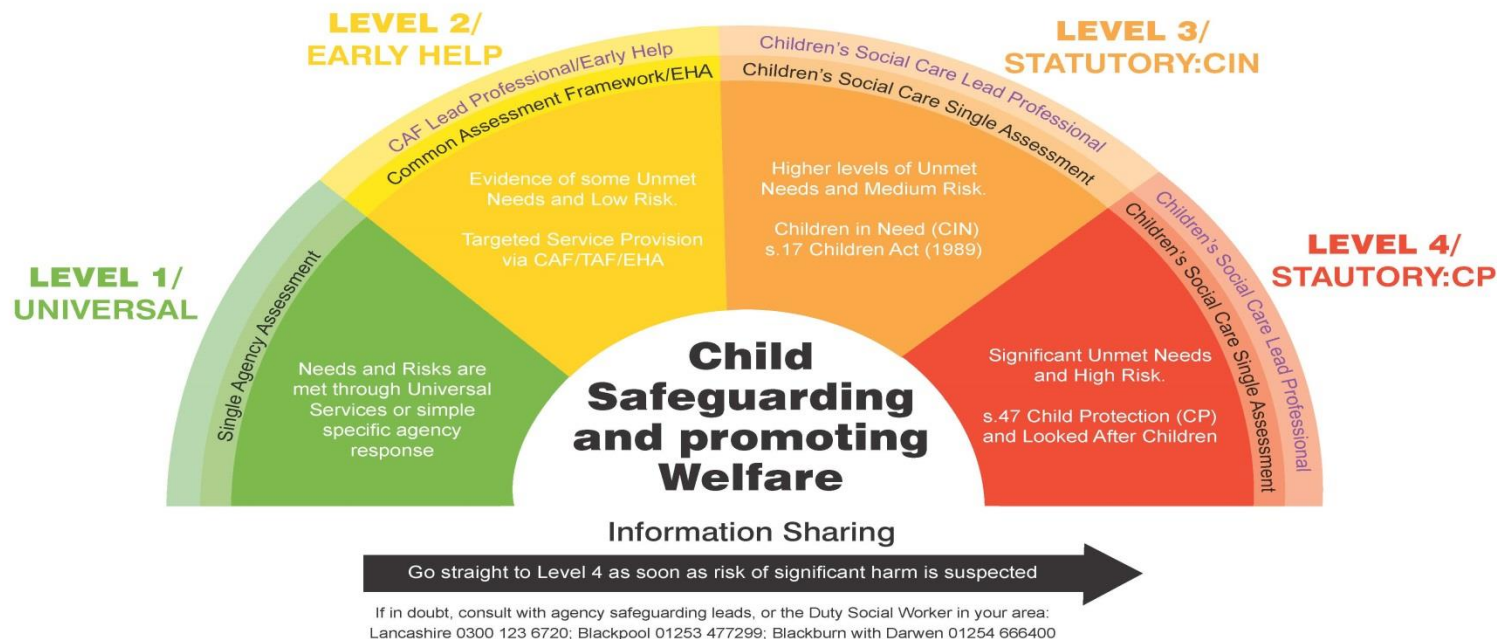 LEVEL 1/
UNIVERSAL
Single Agency Assessment
Needs and Risks are
met through Universal
Services or simple
specific agency
response
LEVEL 2/
EARLY HELP
CAF Lead Professional/Early Help
Common Assessment Framework/EHA
Evidence of some Unmet
Needs and Low Risk.
Targeted Service Provision
via CAF/TAF/EHA
LEVEL 3/
STATUTORY:CIN
Children's Social Care Lead Professional
Children's Social Care Single Assessment
Higher levels of Unmet
Needs and Medium Risk.
Children in Need (CIN)
s.17 Children Act (1989)
LEVEL 4/
STAUTORY:CP
Children's Social Care Lead Professional
Children's Social Care Single Assessment
Significant Unmet Needs
and High Risk.
s.47 Child Protection (CP)
and Looked After Children
Child
Safeguarding
and promoting
Welfare
Information Sharing
Go straight to Level 4 as soon as risk of significant harm is suspected
If in doubt, consult with agency safeguarding leads, or the Duty Social Worker in your area:
Lancashire 0300 123 6720; Blackpool 01253 477299; Blackburn with Darwen 01254 666400